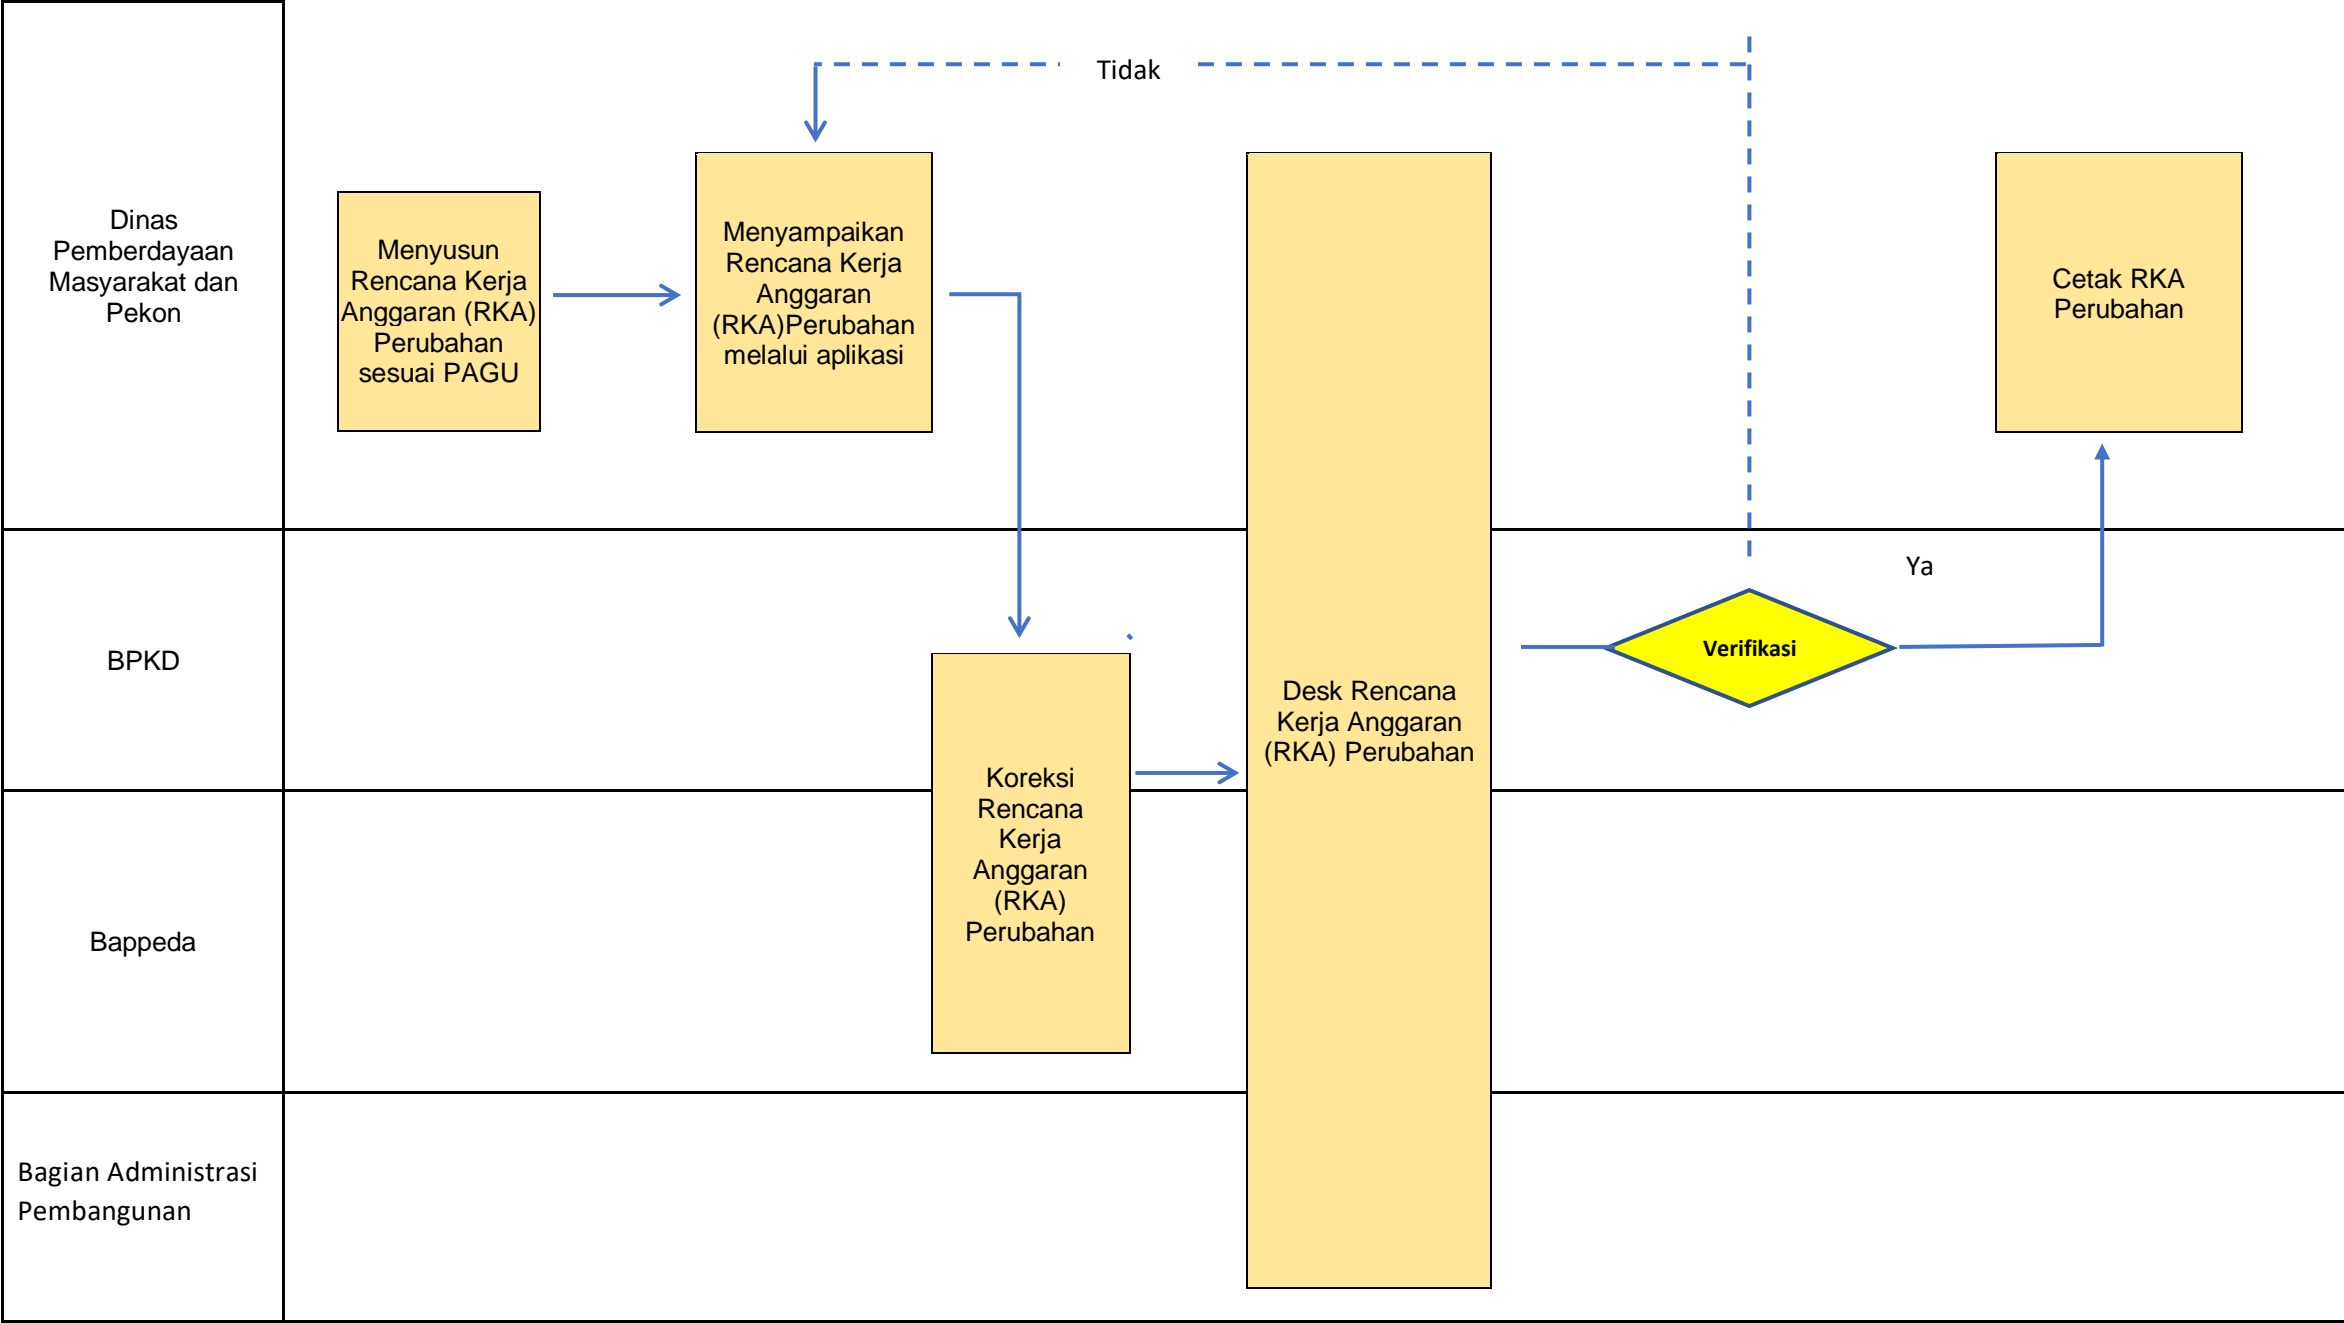 Tidak
Dinas
Pemberdayaan
Masyarakat dan
Pekon
Menyusun
Rencana Kerja
Anggaran (RKA)
Perubahan
sesuai PAGU
Menyampaikan
Rencana Kerja
Anggaran
(RKA)Perubahan
melalui aplikasi
Cetak RKA
Perubahan
BPKD
Ya
Verifikasi
Desk Rencana
Kerja Anggaran
(RKA) Perubahan
Koreksi
Rencana
Kerja
Anggaran
(RKA)
Perubahan
Bappeda
Bagian Administrasi
Pembangunan